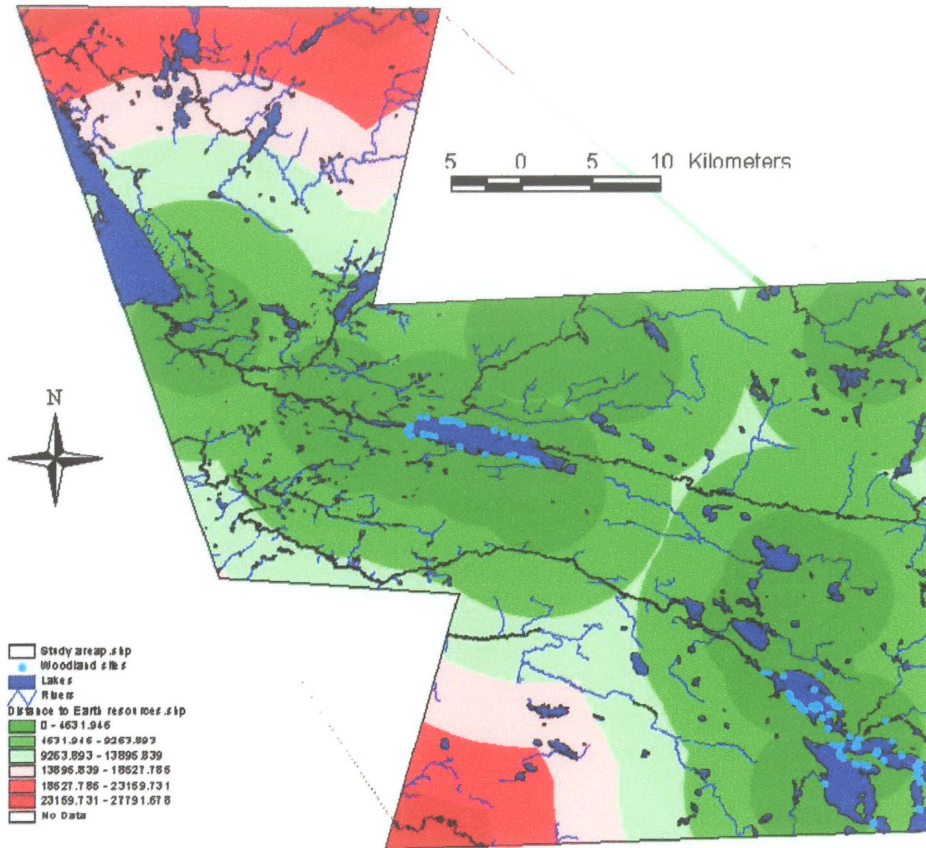 5 0 5 10 Kilometers
N
Study areap.shp
Woodland sites
Lakes
Rivers
Distance to Earth resources.shp
0 - 4631.946
4631.946 - 9263.893
9263.893 - 13895.839
13895.839 - 18527.785
18527.785 - 23159.731
23159.731 - 27791.678
No Data